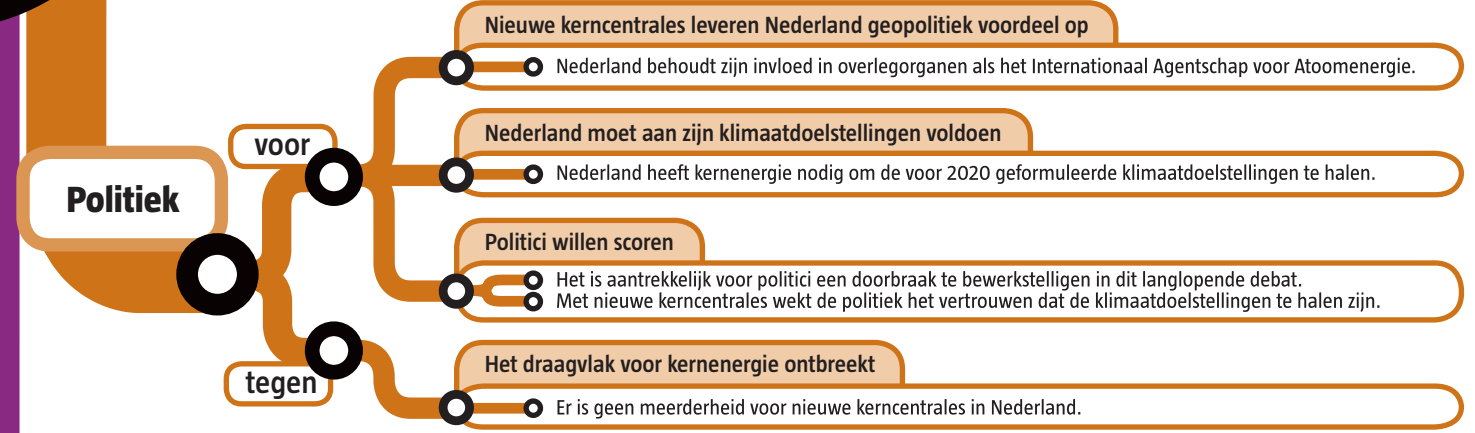 Politiek
voor
Nieuwe kerncentrales leveren Nederland geopolitiek voordeel op
Nederland behoudt zijn invloed in overlegorganen als het Internationaal Agentschap voor Atoomenergie.
Nederland moet aan zijn klimaatdoelstellingen voldoen
Nederland heeft kernenergie nodig om de voor 2020 geformuleerde klimaatdoelstellingen te halen.
Politici willen scoren
Het is aantrekkelijk voor politici een doorbraak te bewerkstelligen in dit langlopende debat.
Met nieuwe kerncentrales wekt de politiek het vertrouwen dat de klimaatdoelstellingen te halen zijn.
tegen
Het draagvlak voor kernenergie ontbreekt
Er is geen meerderheid voor nieuwe kerncentrales in Nederland.